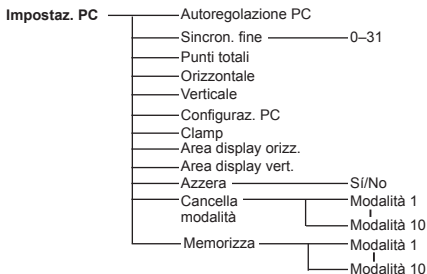 Impostaz. PC
Autoregolazione PC
Sincron. fine
0–31
Punti totali
Orizzontale
Verticale
Configuraz. PC
Clamp
Area display orizz.
Area display vert.
Azzera
Sí/No
Cancella
modalità
Modalità 1
Modalità 10
Memorizza
Modalità 1
Modalità 10